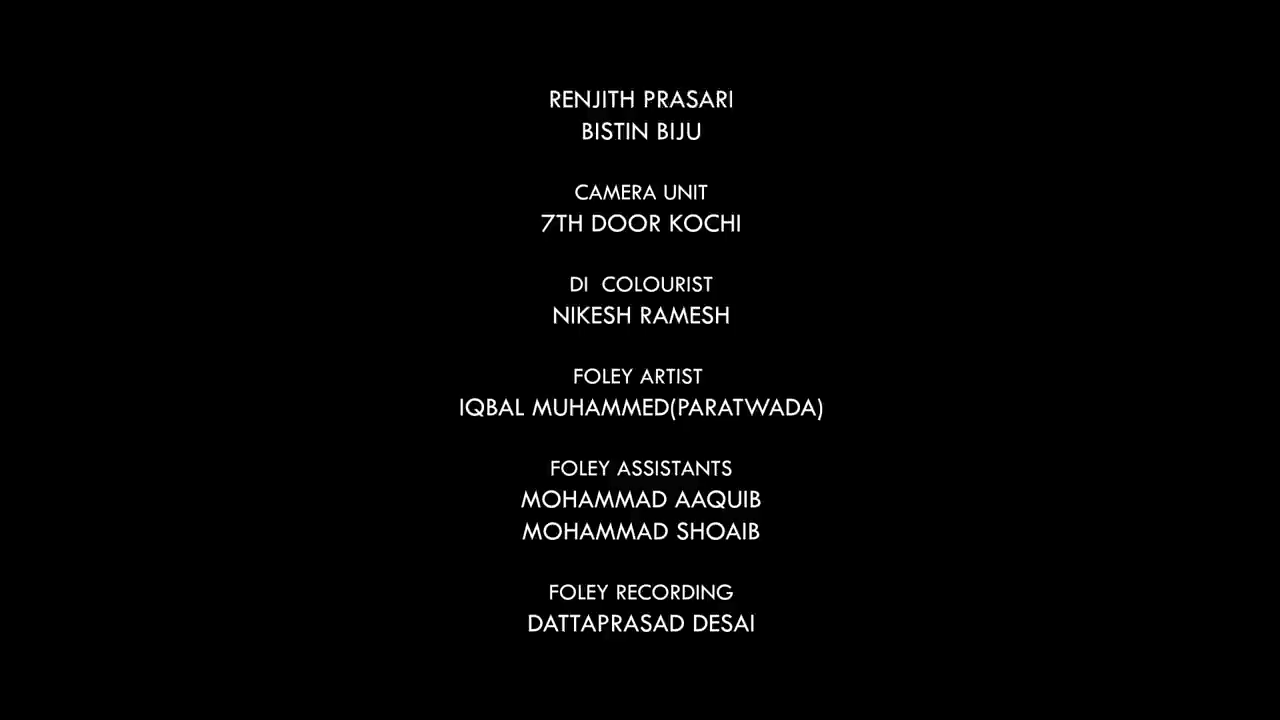 RENJITH PRASARI
BISTIN BIJU
CAMERA UNIT
7TH DOOR KOCHI
DI  COLOURIST
NIKESH RAMESH
FOLEY ARTIST
IQBAL MUHAMMED(PARATWADA)
FOLEY ASSISTANTS
MOHAMMAD AAQUIB
MOHAMMAD SHOAIB
FOLEY RECORDING
DATTAPRASAD DESAI